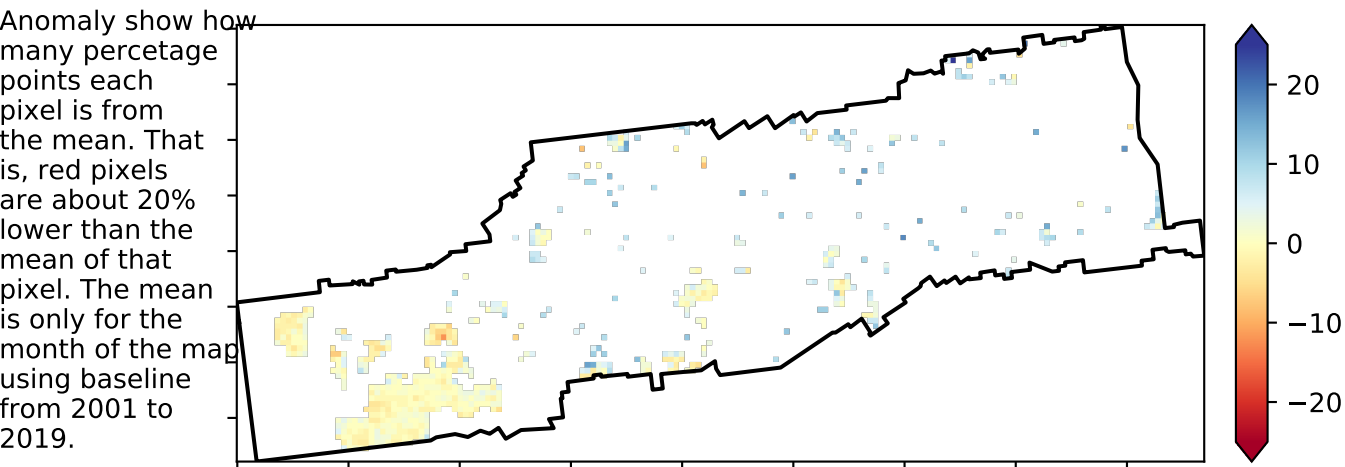 Anomaly show how
many percetage
points each
pixel is from
the mean. That
is, red pixels
are about 20%
lower than the
mean of that
pixel. The mean
is only for the
month of the map
using baseline
from 2001 to
2019.
20
10
0
−10
−20